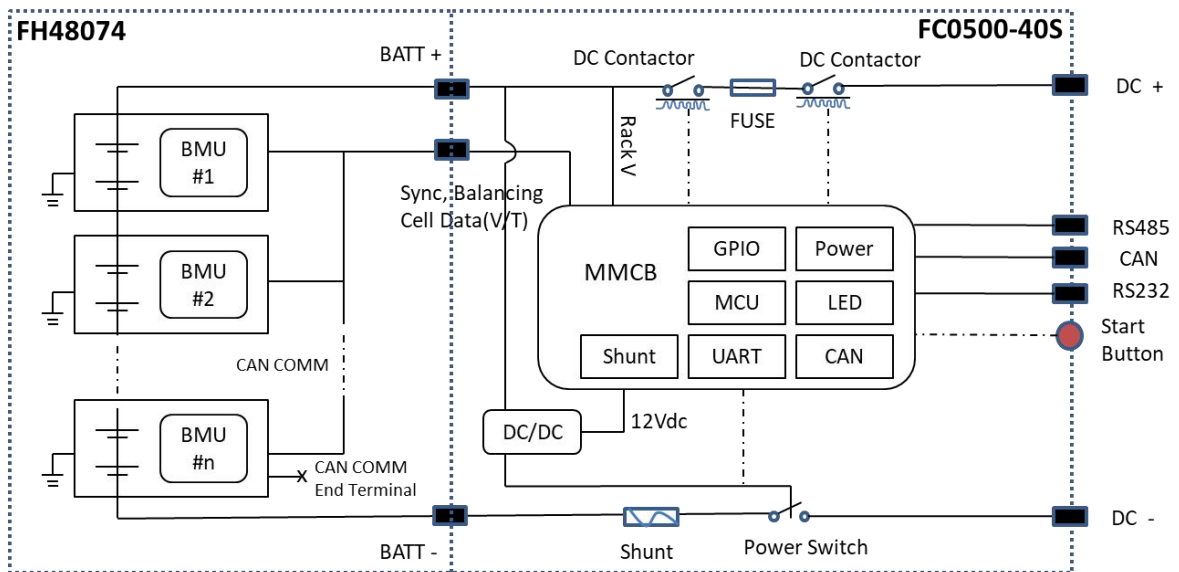 FH48074
FC0500-40S
BATT +
DC Contactor
DC Contactor
DC +
FUSE
Rack V
BMU
#1
Sync, Balancing
Cell Data(V/T)
BMU
#2
MMCB
GPIO
Power
MCU
LED
Shunt
UART
CAN
RS485
CAN
RS232
Start
Button
CAN COMM
12Vdc
DC/DC
BMU
#n
CAN COMM
End Terminal
X
BATT -
Shunt
Power Switch
DC -